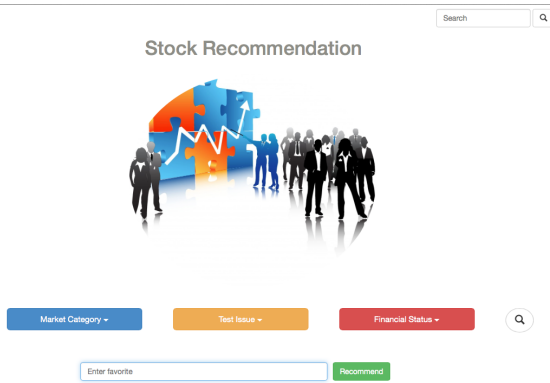 Search
Stock Recommendation
Market Category
Test Issue
Financial Status
Enter favorite
Recommend